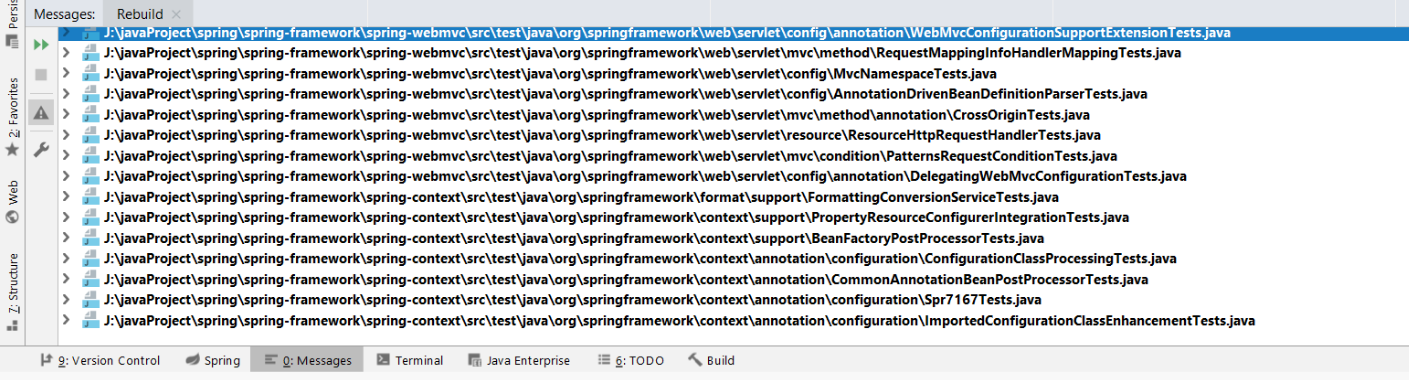 Messages: Rebuild
J:\javaProject\spring\spring-framework\spring-webmvc\src\test\java\org\springframework\web\servlet\config\annotation\WebMvcConfigurationSupportExtensionTests.java
J:\javaProject\spring\spring-framework\spring-webmvc\src\test\java\org\springframework\web\servlet\mvc\method\RequestMappingInfoHandlerMappingTests.java
J:\javaProject\spring\spring-framework\spring-webmvc\src\test\java\org\springframework\web\servlet\config\MvcNamespaceTests.java
J:\javaProject\spring\spring-framework\spring-webmvc\src\test\java\org\springframework\web\servlet\config\AnnotationDrivenBeanDefinitionParserTests.java
J:\javaProject\spring\spring-framework\spring-webmvc\src\test\java\org\springframework\web\servlet\mvc\method\annotation\CrossOriginTests.java
J:\javaProject\spring\spring-framework\spring-webmvc\src\test\java\org\springframework\web\servlet\esource\ResourceHttpRequestHandlerTests.java
J:\javaProject\spring\spring-framework\spring-webmvc\src\test\java\org\springframework\web\servlet\mvc\condition\PatternsRequestConditionTests.java
J:\javaProject\spring\spring-framework\spring-webmvc\src\test\java\org\springframework\web\servlet\config\annotation\DelegatingWebMvcConfigurationTests.java
J:\javaProject\spring\spring-framework\spring-context\src\test\java\org\springframework\format\support\FormattingConversionServiceTests.java
J:\javaProject\spring\spring-framework\spring-context\src\test\java\org\springframework\context\support\PropertyResourceConfigurerIntegrationTests.java
J:\javaProject\spring\spring-framework\spring-context\src\test\java\org\springframework\context\support\BeanFactoryPostProcessorTests.java
J:\javaProject\spring\spring-framework\spring-context\src\test\java\org\springframework\context\annotation\configuration\ConfigurationClassProcessingTests.java
J:\javaProject\spring\spring-framework\spring-context\src\test\java\org\springframework\context\annotation\CommonAnnotationBeanPostProcessorTests.java
J:\javaProject\spring\spring-framework\spring-context\src\test\java\org\springframework\context\annotation\configuration\Spr7167Tests.java
J:\javaProject\spring\spring-framework\spring-context\src\test\java\org\springframework\context\annotation\configuration\ImportedConfigurationClassEnhancementTests.java
Persis
2: Favorites
Web
7: Structure
9: Version Control Spring 0: Messages Terminal Java Enterprise 6: TODO Build